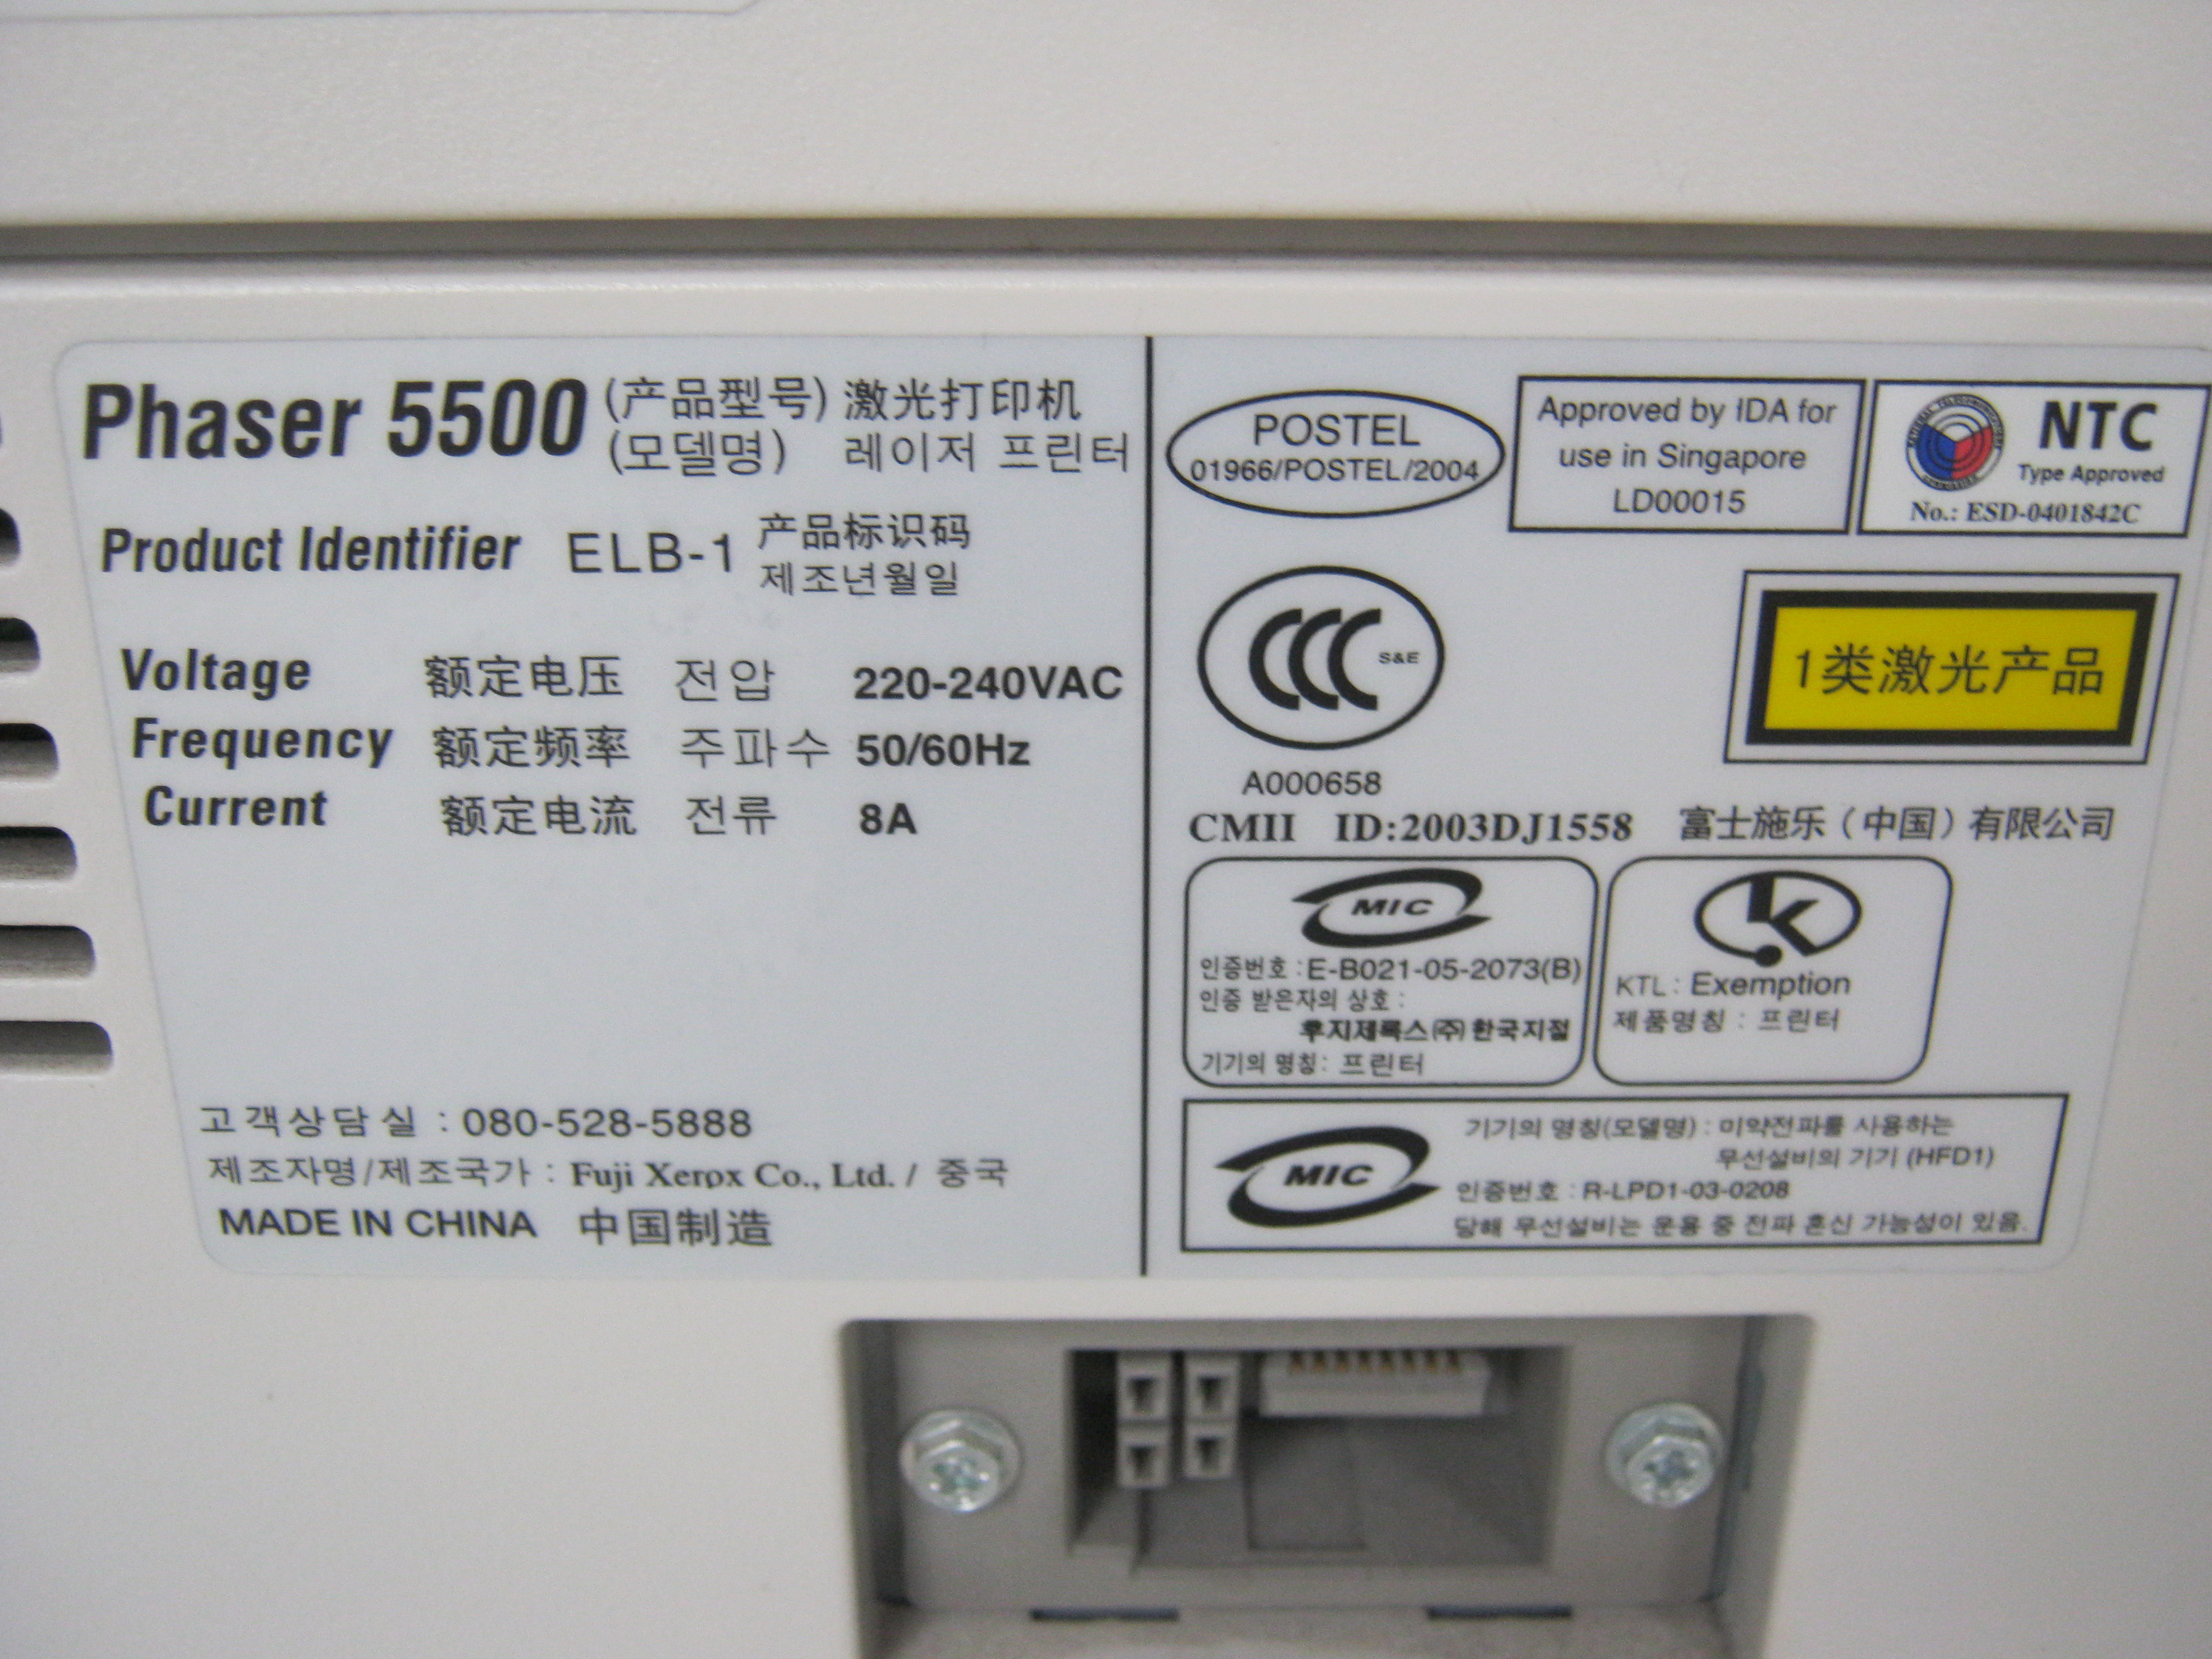 Phaser 5500 (产品型号) 激光打印机
(모델명) 레이저 프린터
Product Identifier ELB-1 产品标识码
제조년월일
Voltage 额定电压 전압 220-240VAC
Frequency 额定频率 주파수 50/60Hz
Current 额定电流 전류 8A
고객상담실 : 080-528-5888
제조자명/제조국가 : Fuji Xerox Co., Ltd. / 중국
MADE IN CHINA 中国制造
POSTEL
01966/POSTEL/2004
Approved by IDA for
use in Singapore
LD00015
NTC
Type Approved
No.: ESD-0401842C
CCC S&E
A000658
1类激光产品
CMII ID:2003DJ1558 富士施乐（中国）有限公司
MIC
인증번호 : E-B021-05-2073(B)
인증 받은자의 상호 :
후지제록스(주) 한국지점
기기의 명칭: 프린터
K
KTL : Exemption
제품명칭 : 프린터
MIC
기기의 명칭(모델명) : 미약전파를 사용하는
무선설비의 기기 (HFD1)
인증번호 : R-LPD1-03-0208
당해 무선설비는 운용 중 전파 혼신 가능성이 있음.